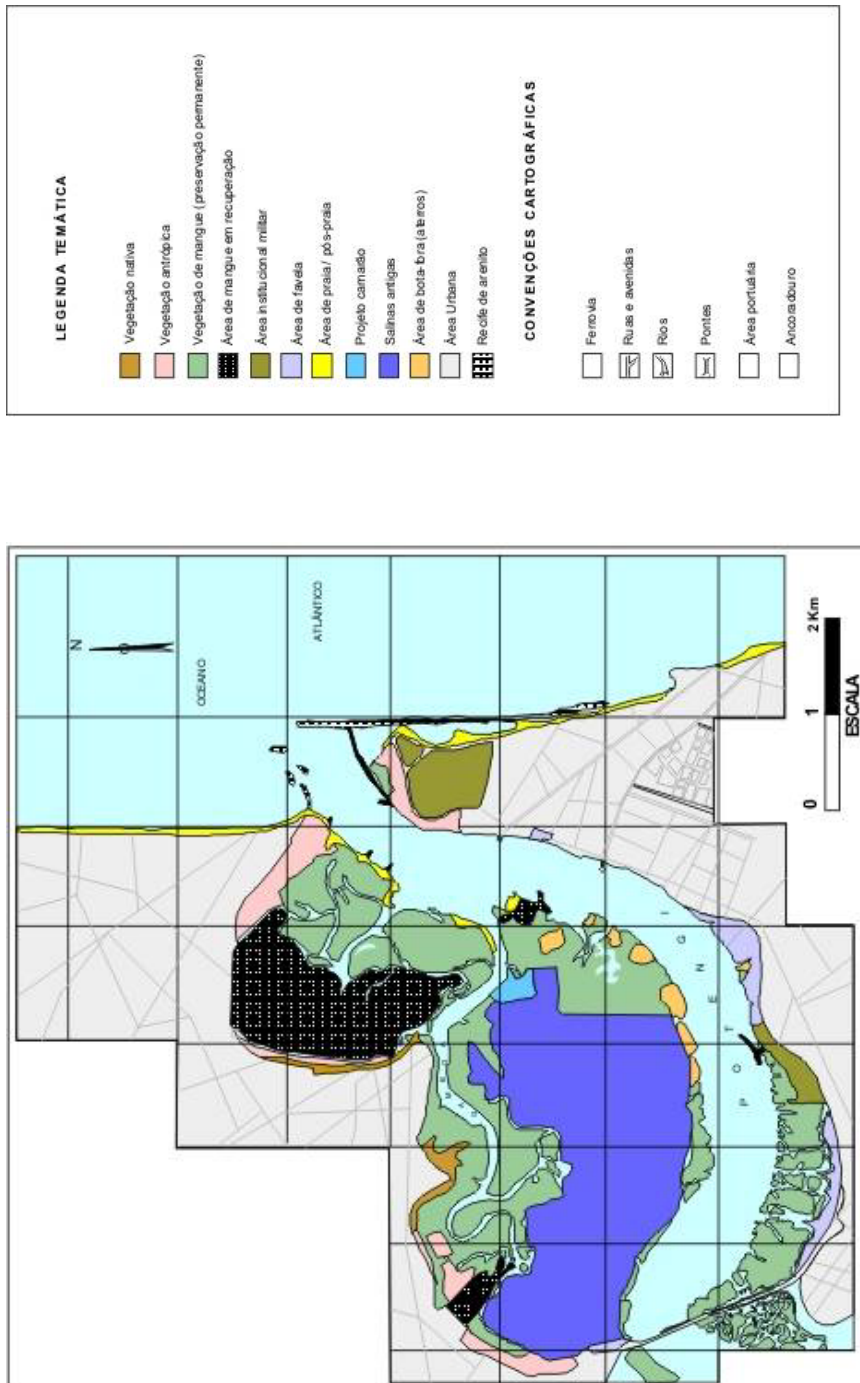 LEGENDA TEMÁTICA
Vegetação nativa
Vegetação antrópica
Vegetação de mangue (preservação permanente)
Área de mangue em recuperação
Área institucional militar
Área de favela
Área de praia / pós-praia
Projeto camarão
Salinas antigas
Área de bota-fora (aterros)
Área Urbana
Recife de arenito
CONVENÇÕES CARTOGRÁFICAS
Ferrovia
Ruas e avenidas
Rios
Pontes
Área portuária
Ancoradouro
N
OCEANO
ATLÂNTICO
POTENGI
0 1 2 Km
ESCALA